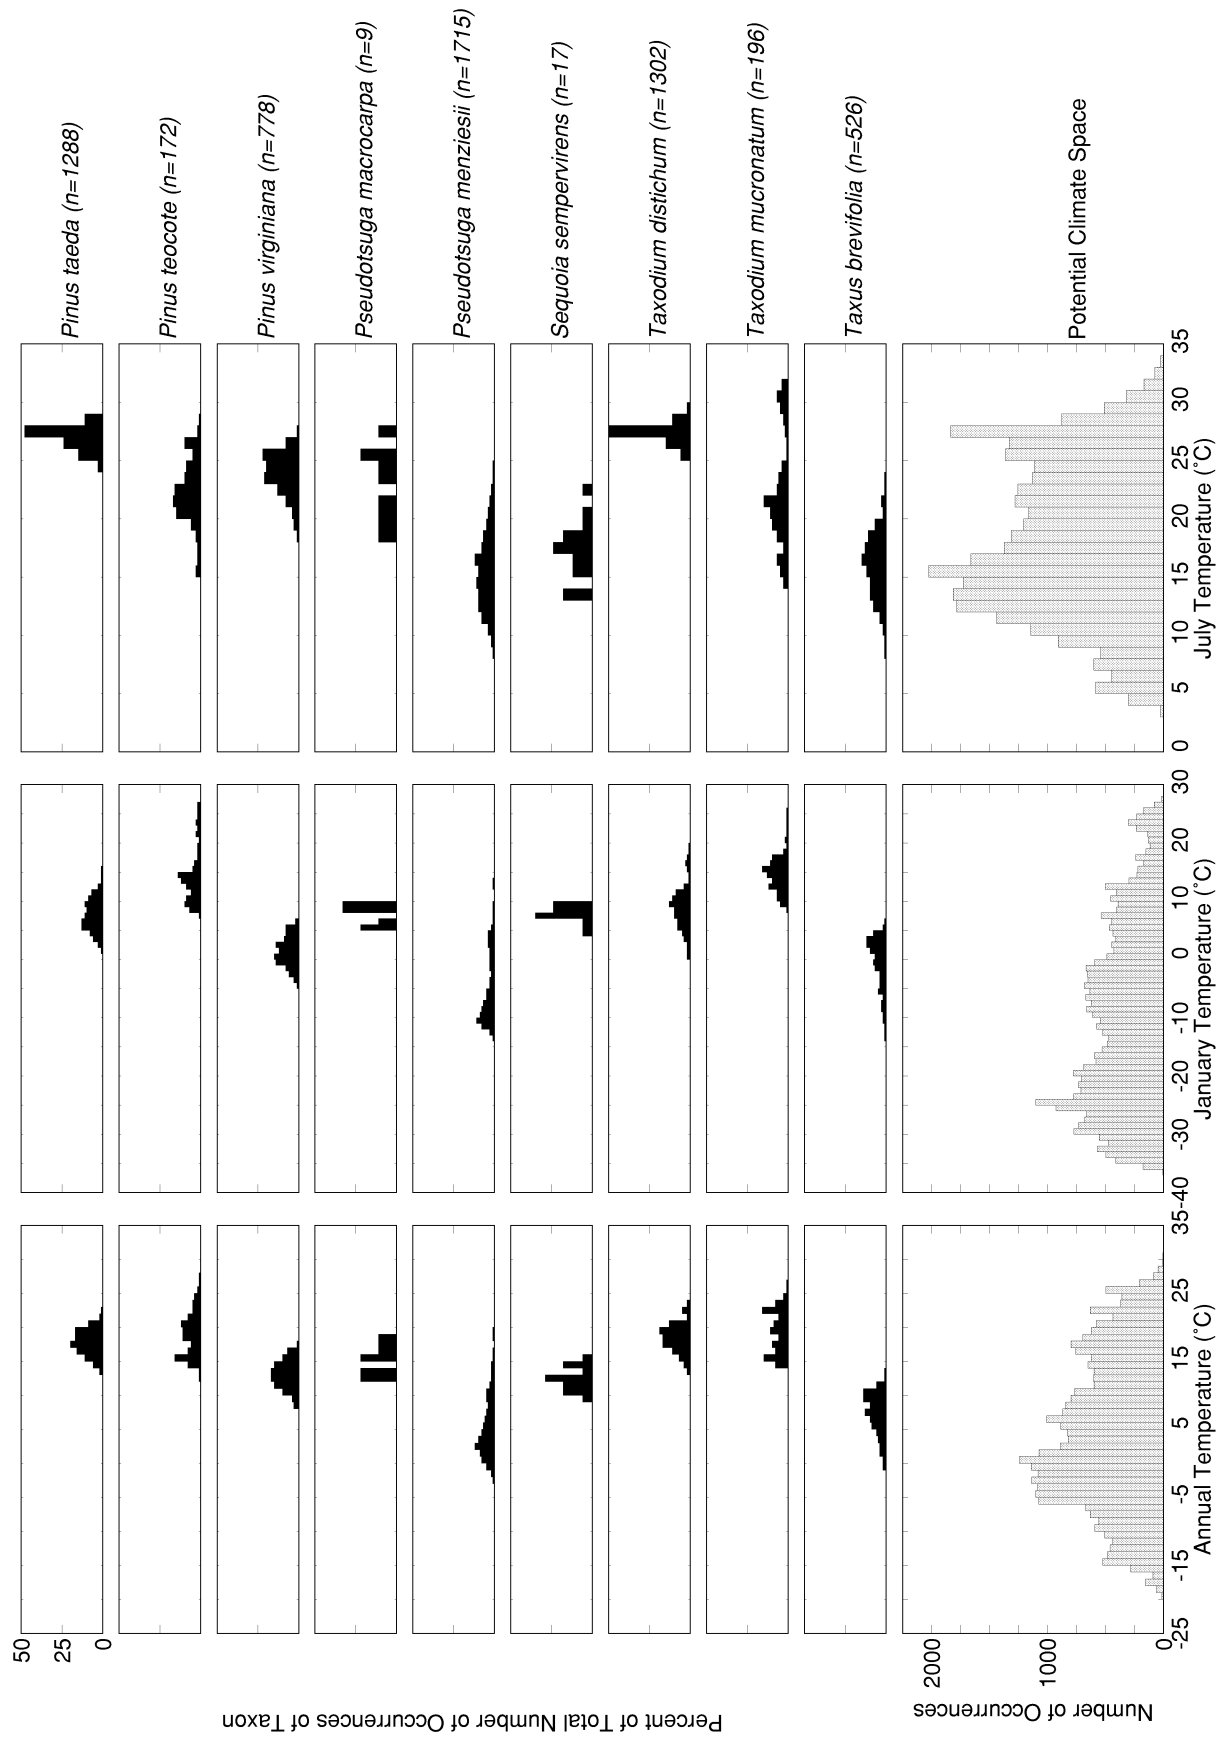 50
25
0
Pinus taeda (n=1288)
Pinus teocote (n=172)
Pinus virginiana (n=778)
Pseudotsuga macrocarpa (n=9)
Pseudotsuga menziesii (n=1715)
Sequoia sempervirens (n=17)
Taxodium distichum (n=1302)
Taxodium mucronatum (n=196)
Taxus brevifolia (n=526)
Percent of Total Number of Occurrences of Taxon
Potential Climate Space
Number of Occurrences
2000
1000
0
-25 -15 -5 5 15 25 35
Annual Temperature (˚C)
-40 -30 -20 -10 0 10 20 30
January Temperature (˚C)
0 5 10 15 20 25 30 35
July Temperature (˚C)